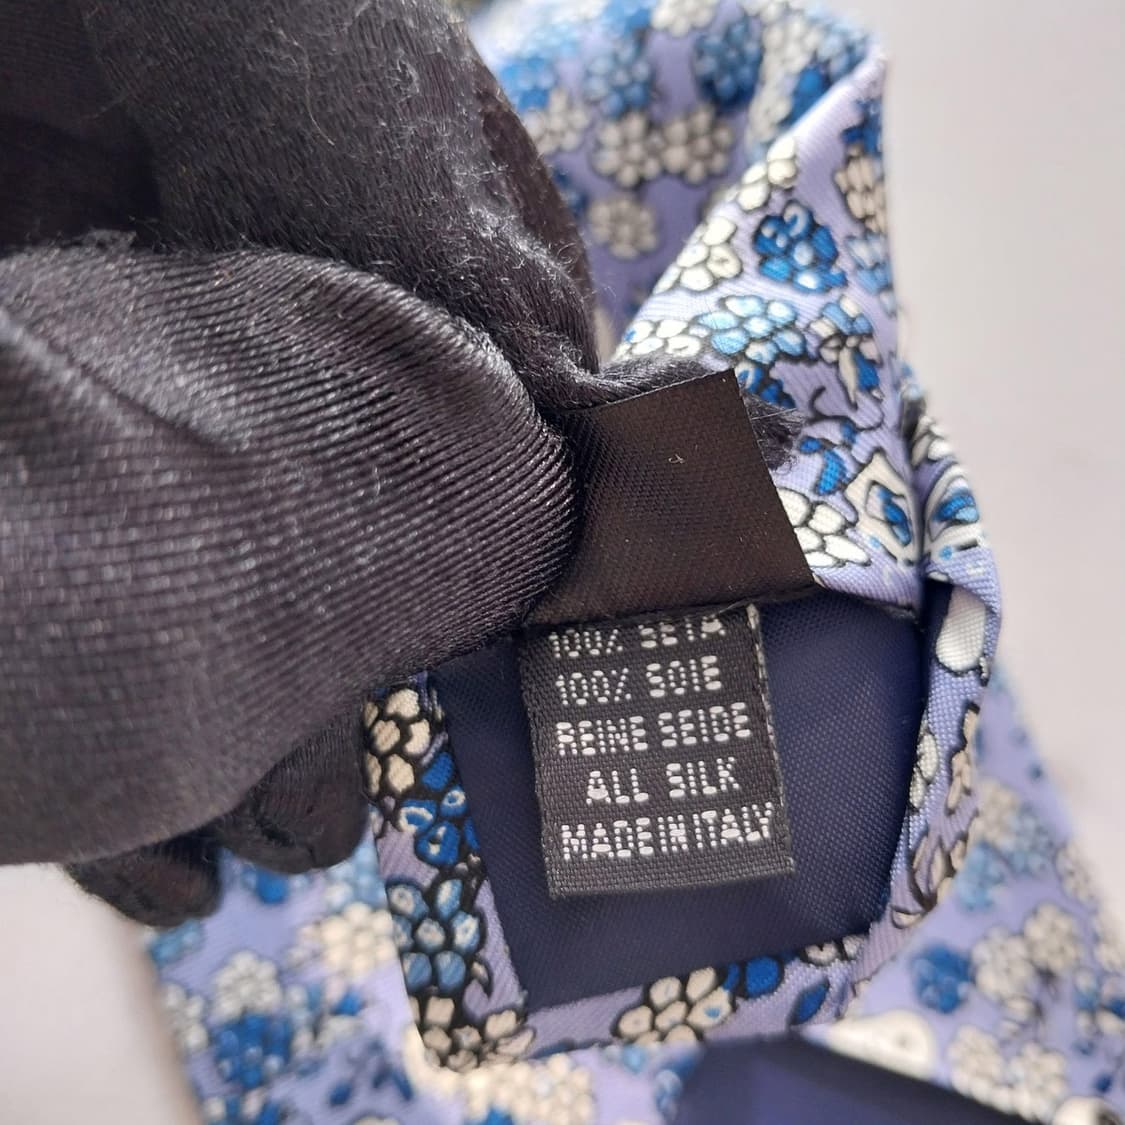 100% SETA
100% SOIE
REINE SEIDE
ALL SILK
MADE IN ITALY